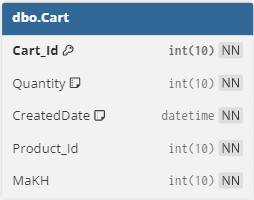 dbo.Cart
Cart_Id int(10) NN
Quantity int(10) NN
CreatedDate datetime NN
Product_Id int(10) NN
MaKH int(10) NN